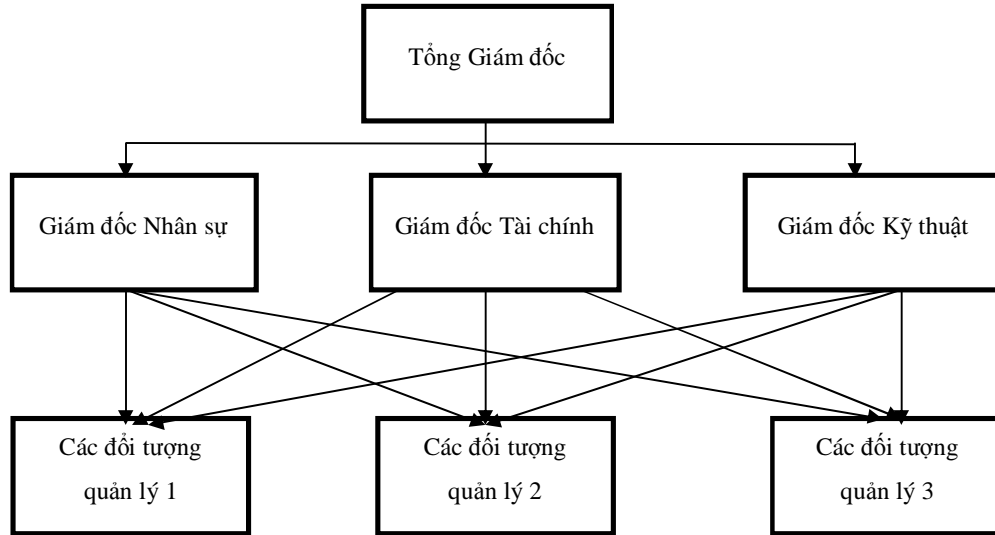 Tổng Giám đốc
Giám đốc Nhân sự
Giám đốc Tài chính
Giám đốc Kỹ thuật
Các đổi tượng
quản lý 1
Các đối tượng
quản lý 2
Các đối tượng
quản lý 3